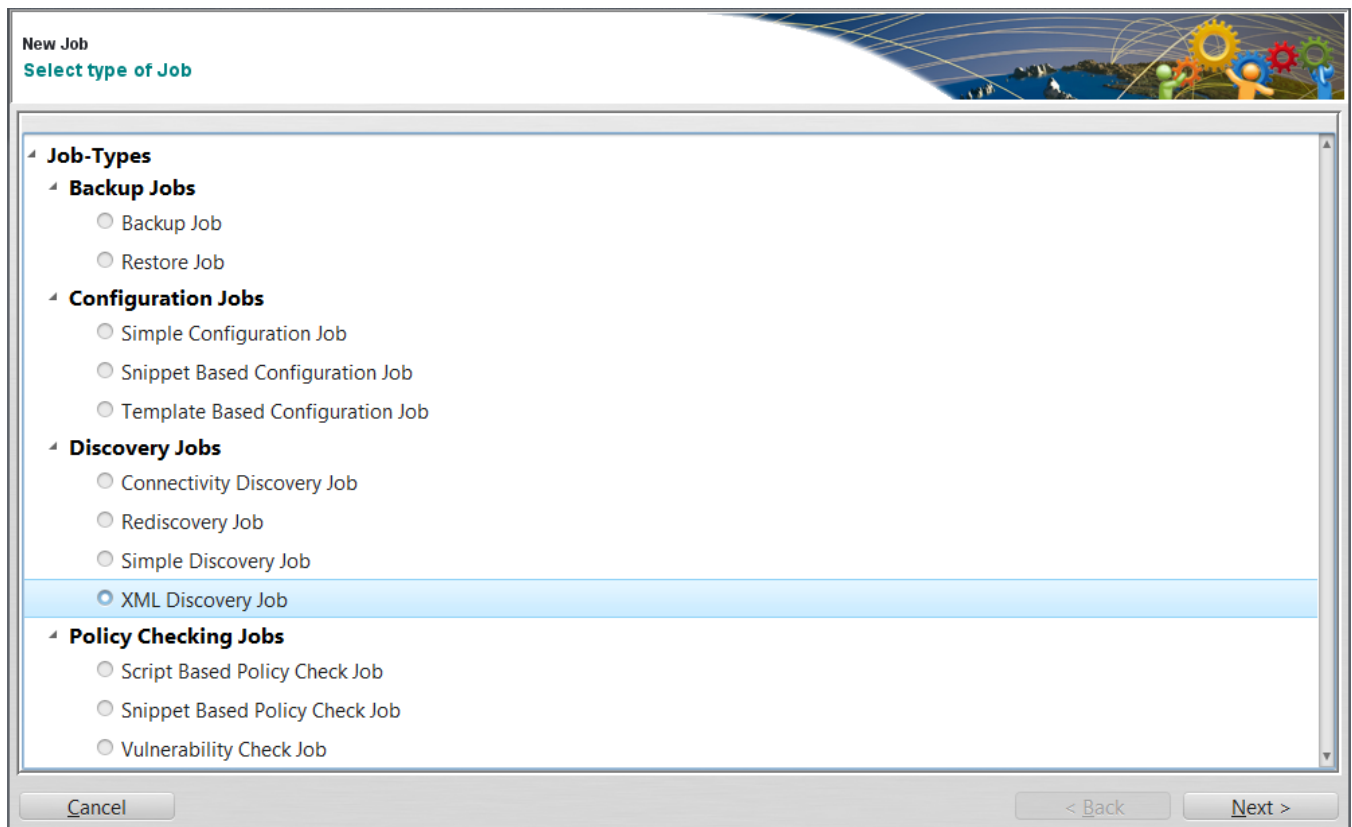 New Job
Select type of Job
Job-Types
Backup Jobs
Backup Job
Restore Job
Configuration Jobs
Simple Configuration Job
Snippet Based Configuration Job
Template Based Configuration Job
Discovery Jobs
Connectivity Discovery Job
Rediscovery Job
Simple Discovery Job
XML Discovery Job
Policy Checking Jobs
Script Based Policy Check Job
Snippet Based Policy Check Job
Vulnerability Check Job
Cancel < Back Next >